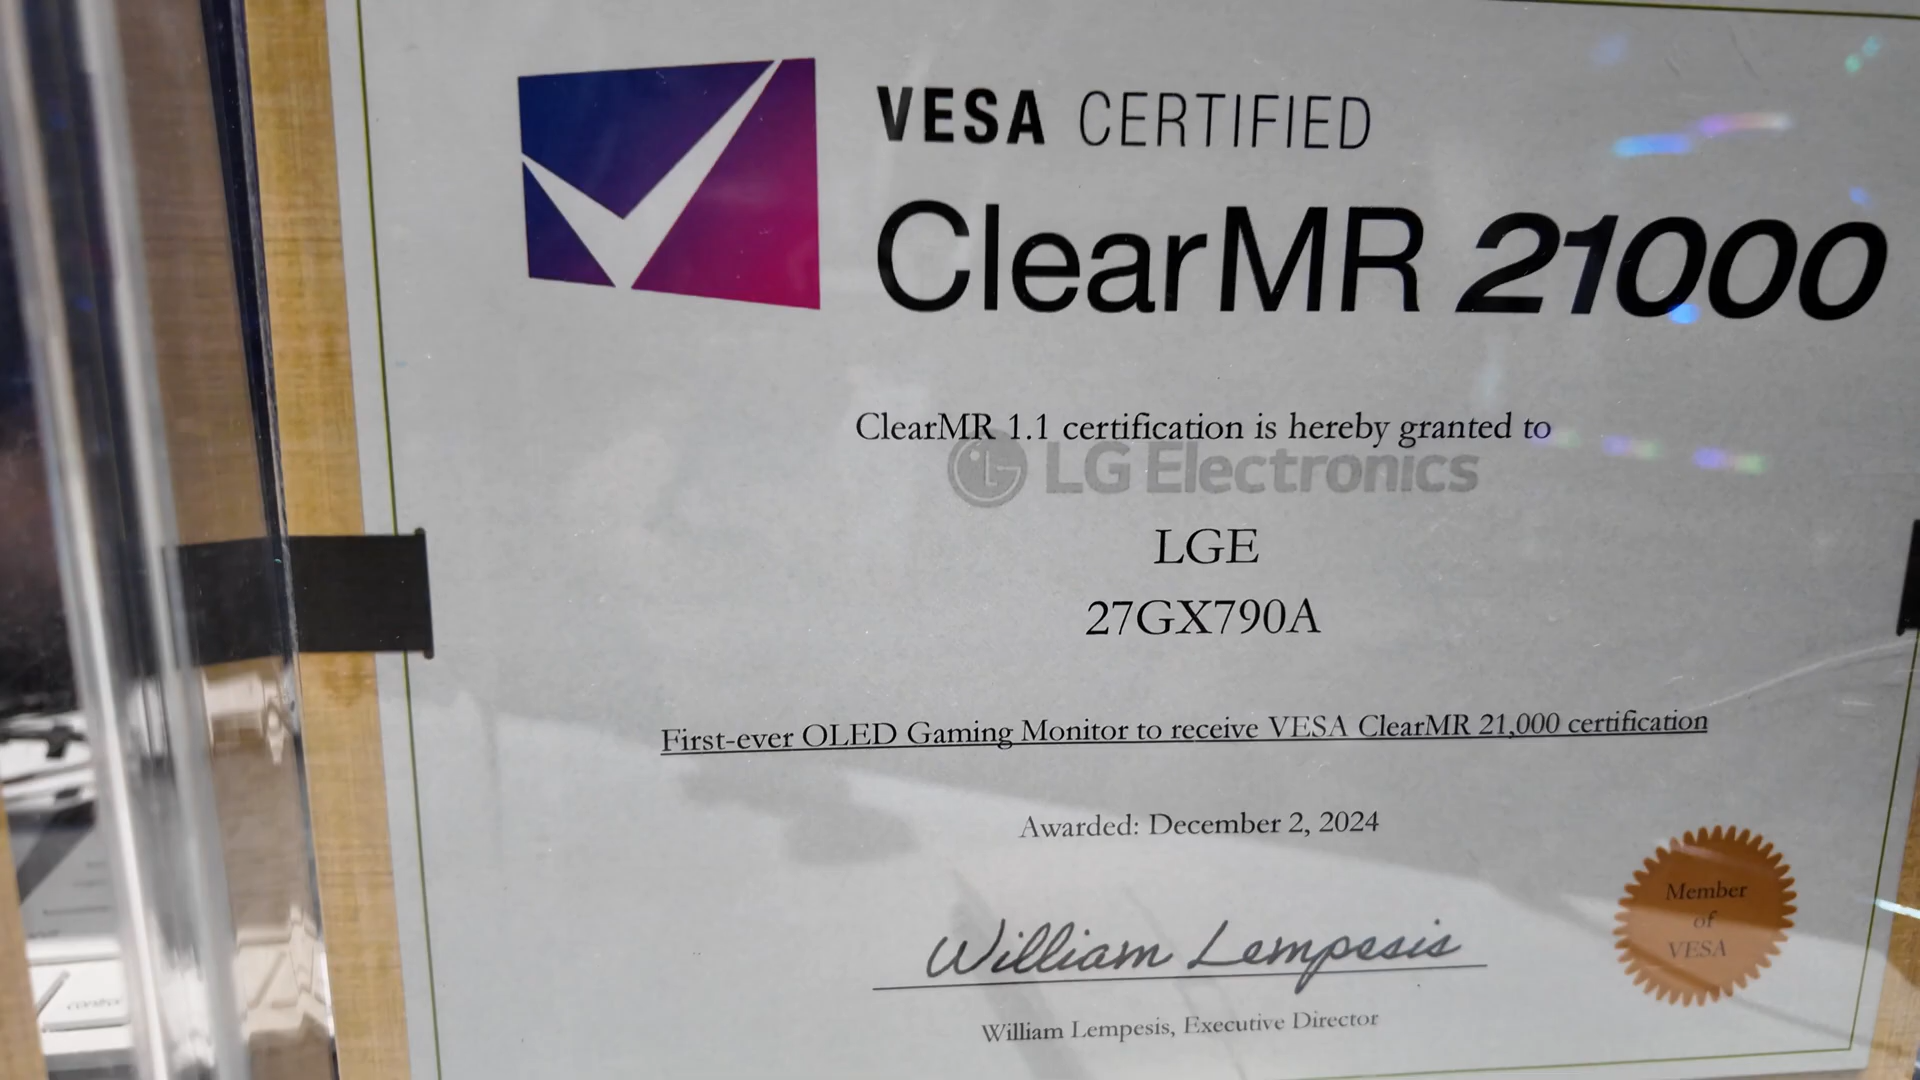 VESA CERTIFIED
ClearMR 21000
ClearMR 1.1 certification is hereby granted to
LG Electronics
LGE
27GX790A
First-ever OLED Gaming Monitor to receive VESA ClearMR 21,000 certification
Awarded: December 2, 2024
William Lempesis
William Lempesis, Executive Director
Member
of
VESA
control